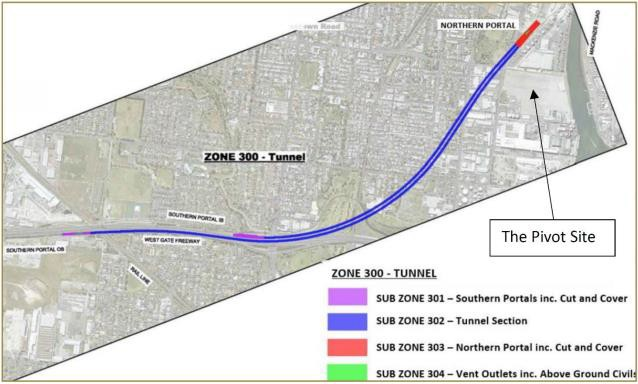 NORTHERN PORTAL
MACKENZIE ROAD
ZONE 300 - Tunnel
SOUTHERN PORTAL IB
SOUTHERN PORTAL OB
WEST GATE FREEWAY
RAIL LINE
The Pivot Site
ZONE 300 - TUNNEL
SUB ZONE 301 – Southern Portals inc. Cut and Cover
SUB ZONE 302 – Tunnel Section
SUB ZONE 303 – Northern Portal inc. Cut and Cover
SUB ZONE 304 – Vent Outlets inc. Above Ground Civils